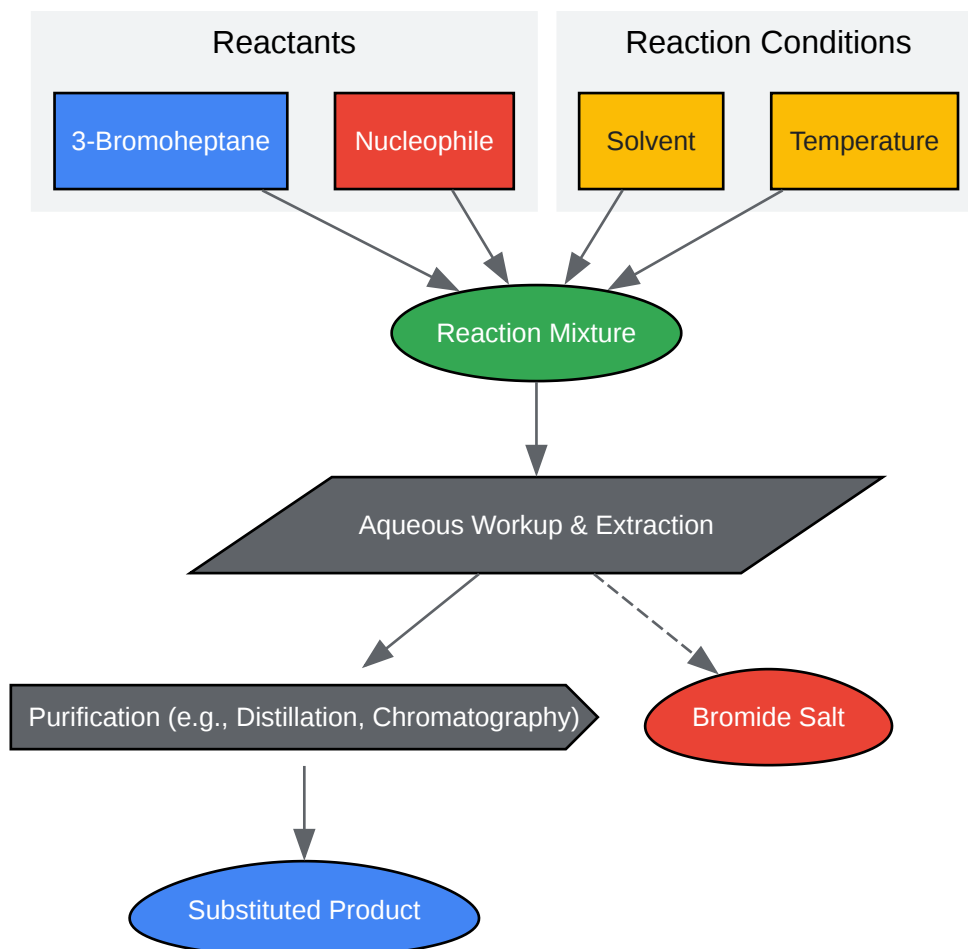 Reactants
Reaction Conditions
3-Bromoheptane
Nucleophile
Solvent
Temperature
Reaction Mixture
Aqueous Workup & Extraction
Purification (e.g., Distillation, Chromatography)
Bromide Salt
Substituted Product